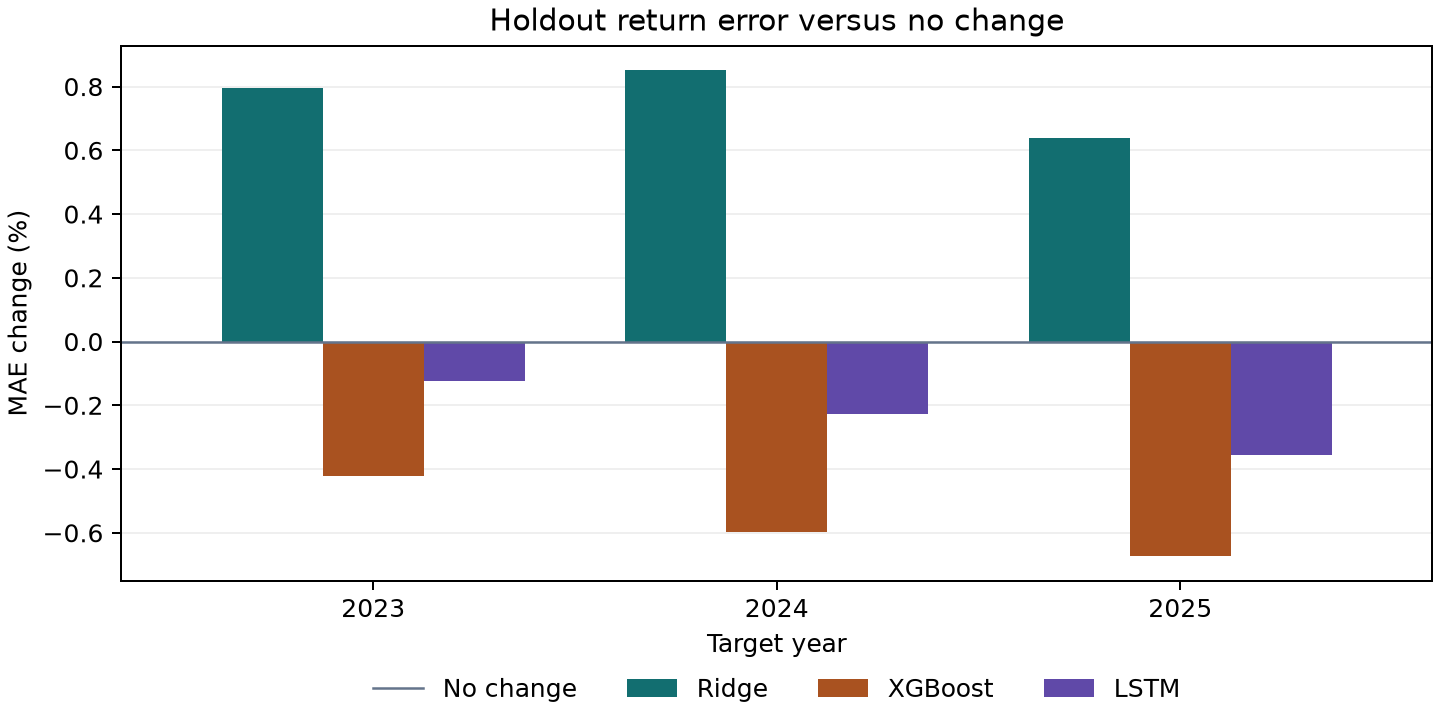 Holdout return error versus no change
MAE change (%)
0.8
0.6
0.4
0.2
0.0
−0.2
−0.4
−0.6
2023 2024 2025
Target year
No change Ridge XGBoost LSTM